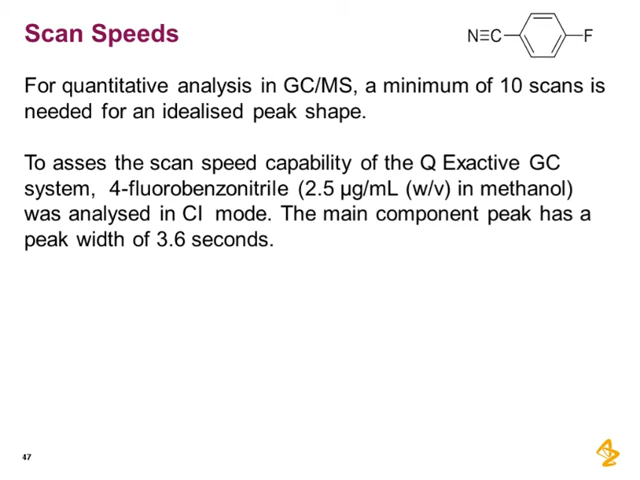 Scan Speeds
N≡C F
For quantitative analysis in GC/MS, a minimum of 10 scans is
needed for an idealised peak shape.
To asses the scan speed capability of the Q Exactive GC
system, 4-fluorobenzonitrile (2.5 µg/mL (w/v) in methanol)
was analysed in CI mode. The main component peak has a
peak width of 3.6 seconds.
47